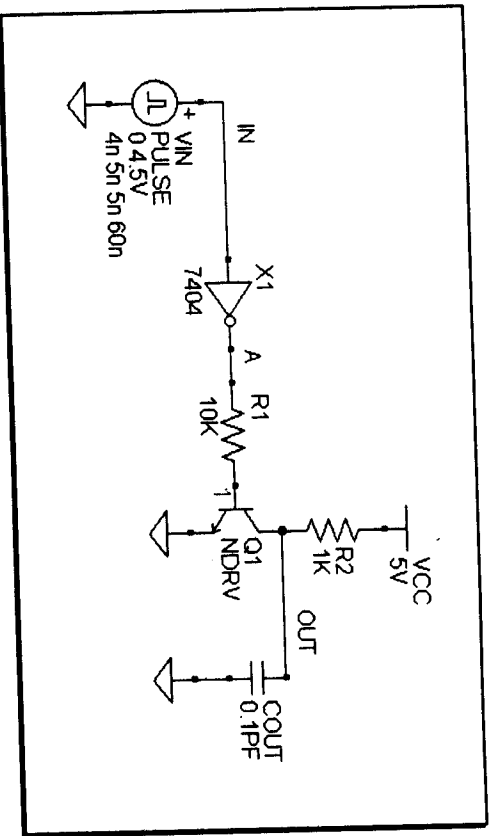 IN
+
VIN
PULSE
0 4.5V
4n 5n 5n 60n
X1
7404
A
R1
10K
1
Q1
NDRV
VCC
5V
R2
1K
OUT
COUT
0.1PF